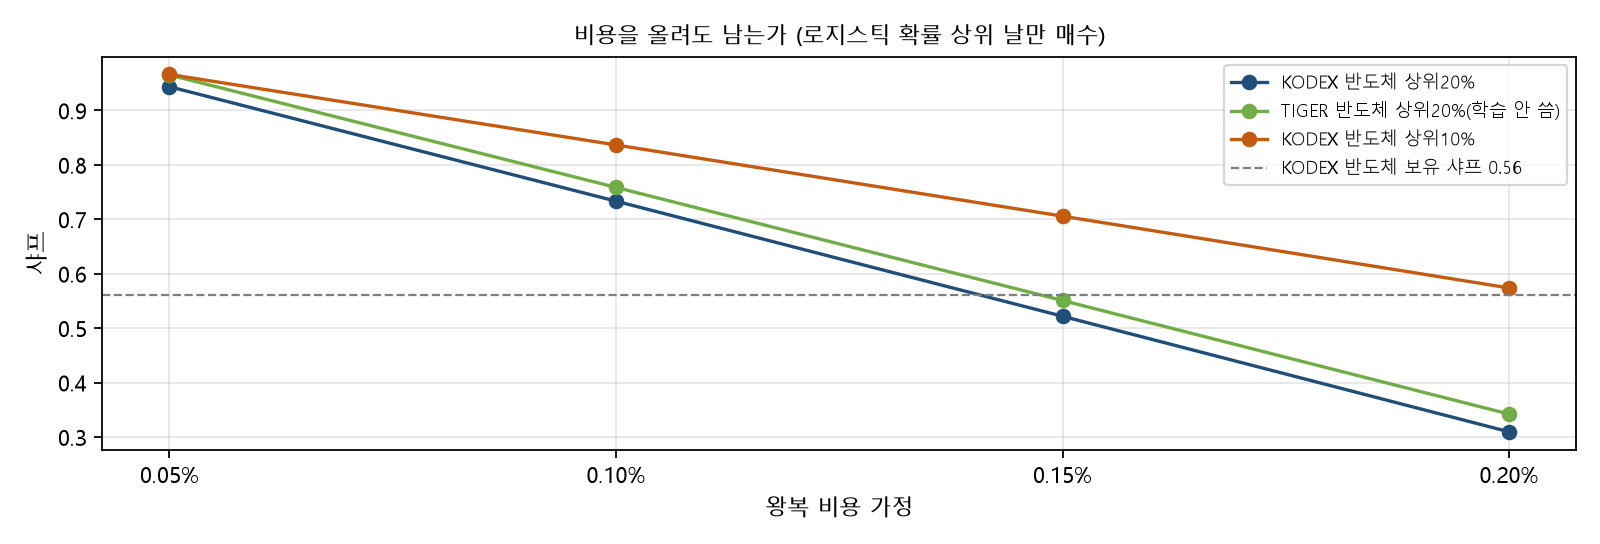 비용을 올려도 남는가 (로지스틱 확률 상위 날만 매수)
KODEX 반도체 상위20%
TIGER 반도체 상위20%(학습 안 씀)
KODEX 반도체 상위10%
KODEX 반도체 보유 샤프 0.56
샤프
0.9
0.8
0.7
0.6
0.5
0.4
0.3
0.05%
0.10%
0.15%
0.20%
왕복 비용 가정